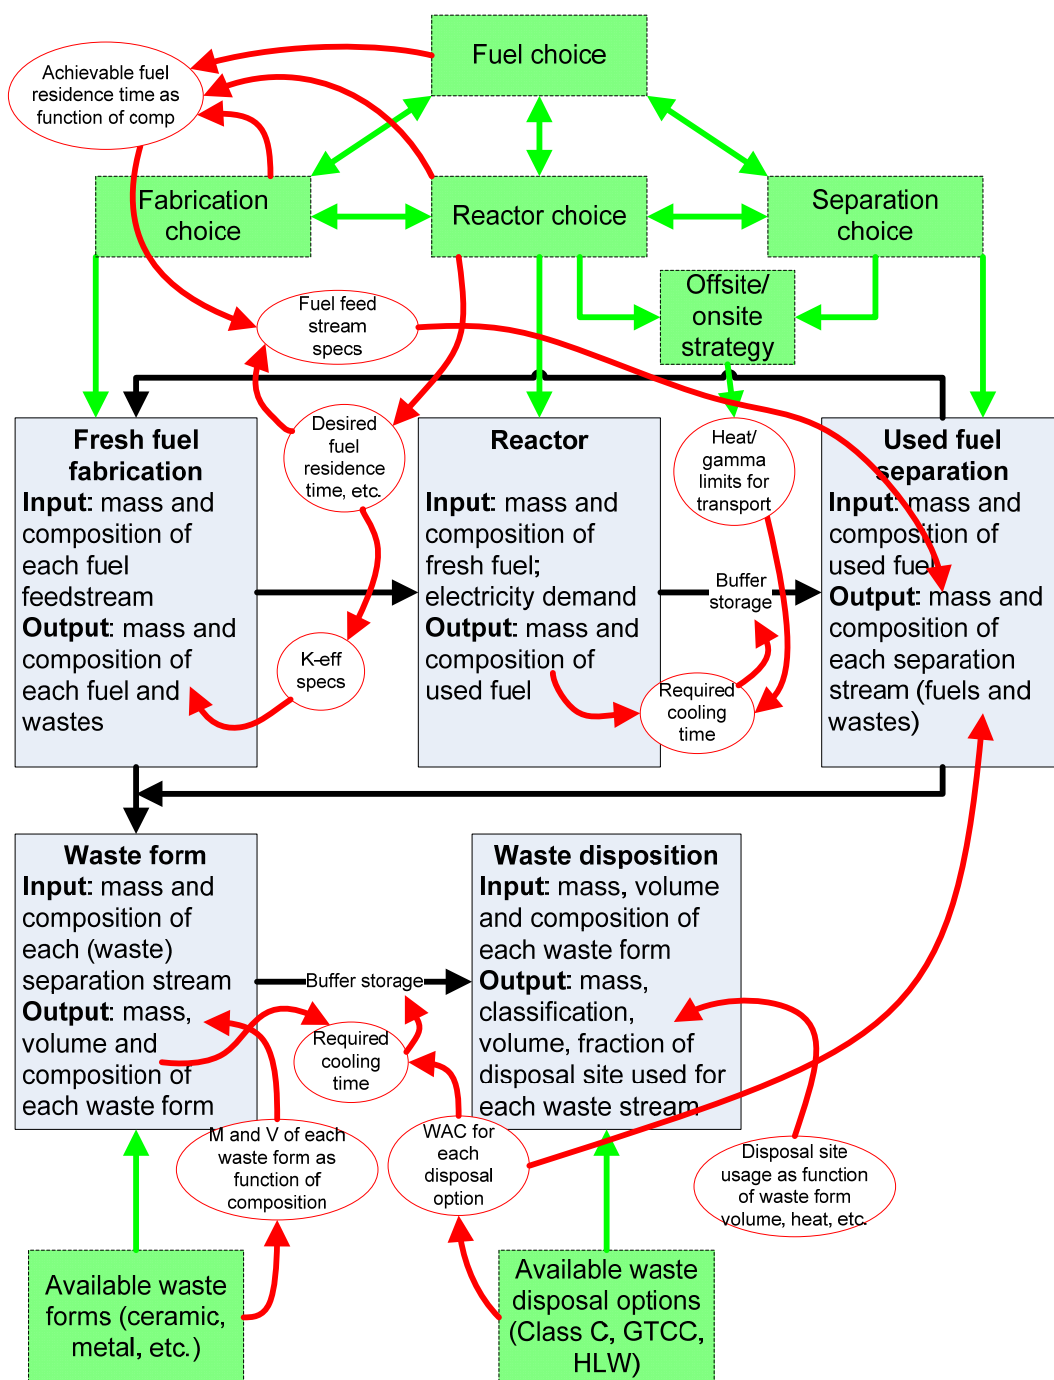 Fuel choice
Achievable fuel
residence time as
function of comp
Fabrication
choice
Reactor choice
Separation
choice
Offsite/
onsite
strategy
Fuel feed
stream
specs
Fresh fuel
fabrication
Input: mass and
composition of
each fuel
feedstream
Output: mass and
composition of
each fuel and
wastes
Desired
fuel
residence
time, etc.
K-eff
specs
Reactor
Input: mass and
composition of
fresh fuel;
electricity demand
Output: mass and
composition of
used fuel
Heat/
gamma
limits for
transport
Buffer
storage
Required
cooling
time
Used fuel
separation
Input: mass and
composition of
used fuel
Output: mass and
composition of
each separation
stream (fuels and
wastes)
Waste form
Input: mass and
composition of
each (waste)
separation stream
Output: mass,
volume and
composition of
each waste form
Buffer storage
Required
cooling
time
Waste disposition
Input: mass, volume
and composition of
each waste form
Output: mass,
classification,
volume, fraction of
disposal site used for
each waste stream
M and V of each
waste form as
function of
composition
WAC for
each
disposal
option
Disposal site
usage as function
of waste form
volume, heat, etc.
Available waste
forms (ceramic,
metal, etc.)
Available waste
disposal options
(Class C, GTCC,
HLW)